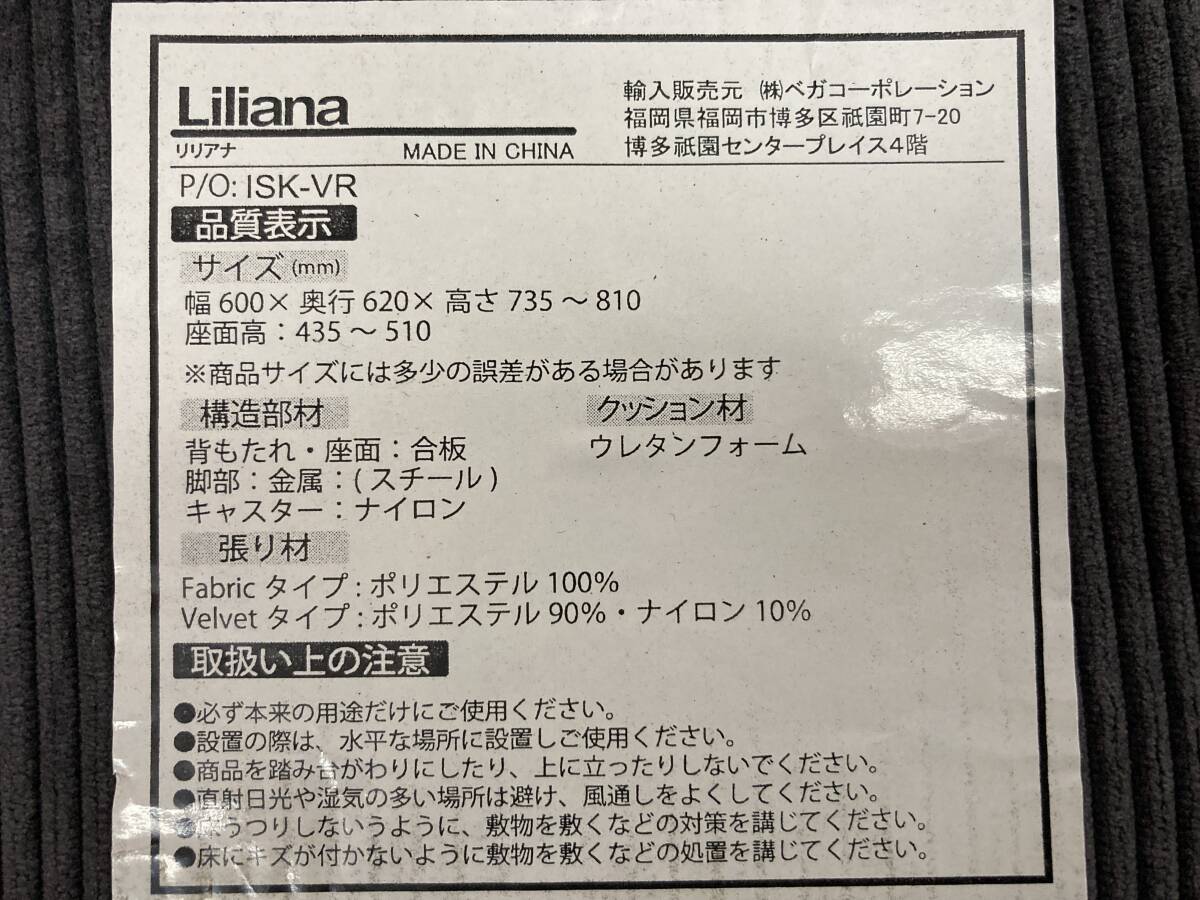 Liliana
リリアナ MADE IN CHINA
輸入販売元 ㈱ベガコーポレーション
福岡県福岡市博多区祇園町7-20
博多祇園センタープレイス4階
P/O: ISK-VR
品質表示
サイズ (mm)
幅 600× 奥行 620× 高さ 735 〜 810
座面高：435 〜 510
※商品サイズには多少の誤差がある場合があります
構造部材
背もたれ・座面：合板
脚部：金属：( スチール )
キャスター：ナイロン
クッション材
ウレタンフォーム
張り材
Fabric タイプ : ポリエステル 100%
Velvet タイプ : ポリエステル 90%・ナイロン 10%
取扱い上の注意
●必ず本来の用途だけにご使用ください。
●設置の際は、水平な場所に設置しご使用ください。
●商品を踏み台がわりにしたり、上に立ったりしないでください。
●直射日光や湿気の多い場所は避け、風通しをよくしてください。
●うつりしないうように、敷物を敷くなどの対策を講じてください。
●床にキズが付かないように敷物を敷くなどの処置を講じてください。